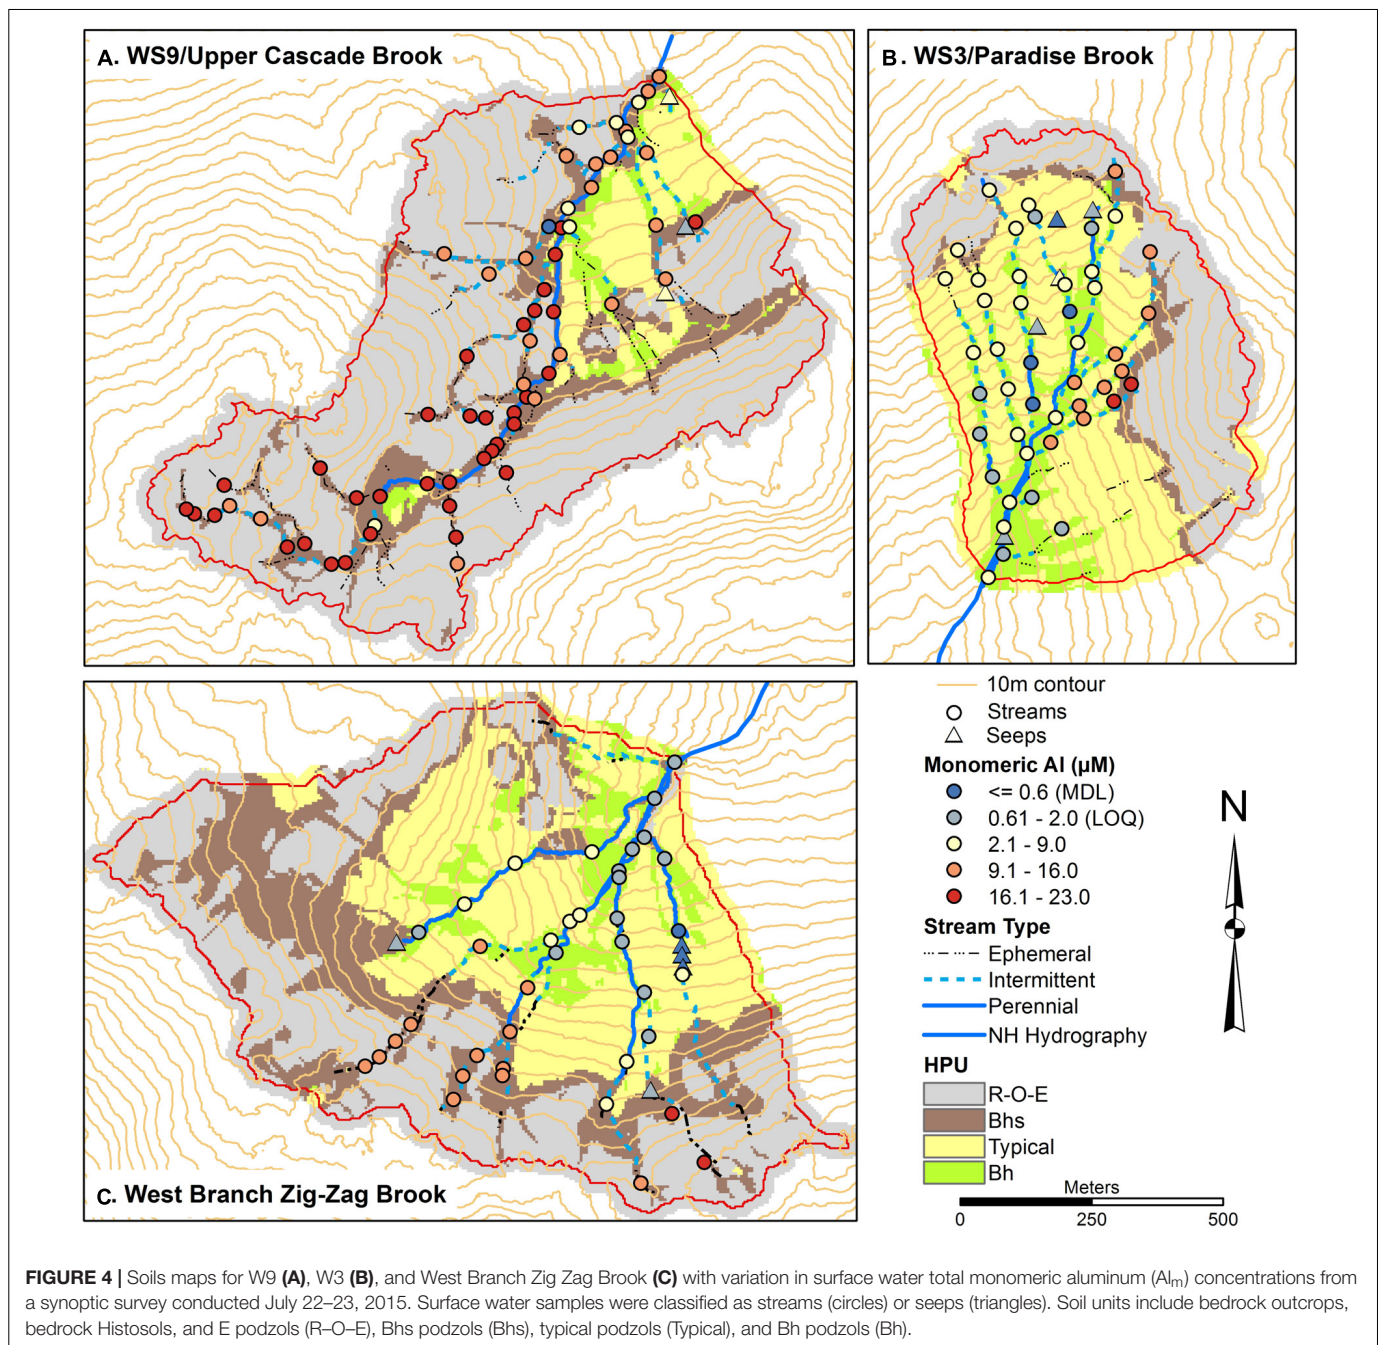 A. WS9/Upper Cascade Brook
B. WS3/Paradise Brook
C. West Branch Zig-Zag Brook
10m contour
Streams
Seeps
Monomeric Al (µM)
<= 0.6 (MDL)
0.61 - 2.0 (LOQ)
2.1 - 9.0
9.1 - 16.0
16.1 - 23.0
Stream Type
Ephemeral
Intermittent
Perennial
NH Hydrography
HPU
R-O-E
Bhs
Typical
Bh
N
Meters
0 250 500
FIGURE 4 | Soils maps for W9 (A), W3 (B), and West Branch Zig Zag Brook (C) with variation in surface water total monomeric aluminum (Alm) concentrations from
a synoptic survey conducted July 22–23, 2015. Surface water samples were classified as streams (circles) or seeps (triangles). Soil units include bedrock outcrops,
bedrock Histosols, and E podzols (R–O–E), Bhs podzols (Bhs), typical podzols (Typical), and Bh podzols (Bh).